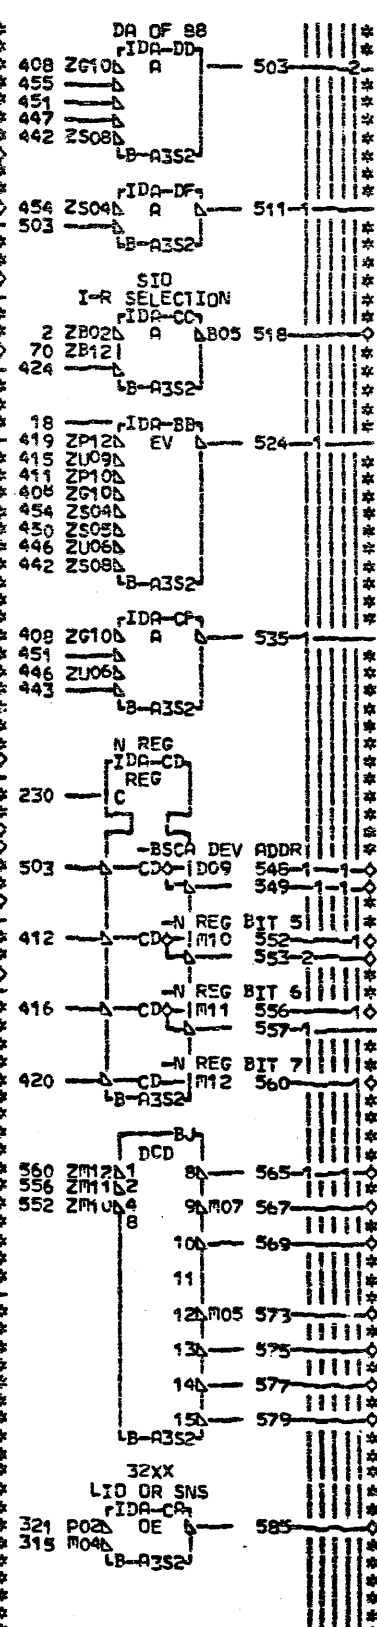 DA OF 88
IDA-DD
408 ZG10 A 503 2
455
451
447
442 ZS08
B-A3S2
IDA-DF
454 ZS04 A 511 1
503
B-A3S2
SIO
I-R SELECTION
IDA-CC
2 ZB02 A B05 518
70 ZB12
424
B-A3S2
18 IDA-BB
419 ZP12 EV 524 1
415 ZU09
411 ZP10
408 ZG10
454 ZS04
450 ZS05
446 ZU06
442 ZS08
B-A3S2
IDA-CF
408 ZG10 A 535 1
451
446 ZU06
443
B-A3S2
N REG
IDA-CD
REG
230 C
-BSCA DEV ADDR
503 CD D09 548 1 1
549 1 1
-N REG BIT 5
412 CD M10 552 1
553 2
-N REG BIT 6
416 CD M11 556 1
557 1
-N REG BIT 7
420 CD M12 560 1
B-A3S2
BJ
DCD
560 ZM12 1 8 565 1 1
556 ZM11 2
552 ZM10 4 9 M07 567
8
10 569
11
12 M05 573
13 575
14 577
15 579
B-A3S2
32XX
LIO OR SNS
IDA-CA
321 P02 OE 585
315 M04
B-A3S2